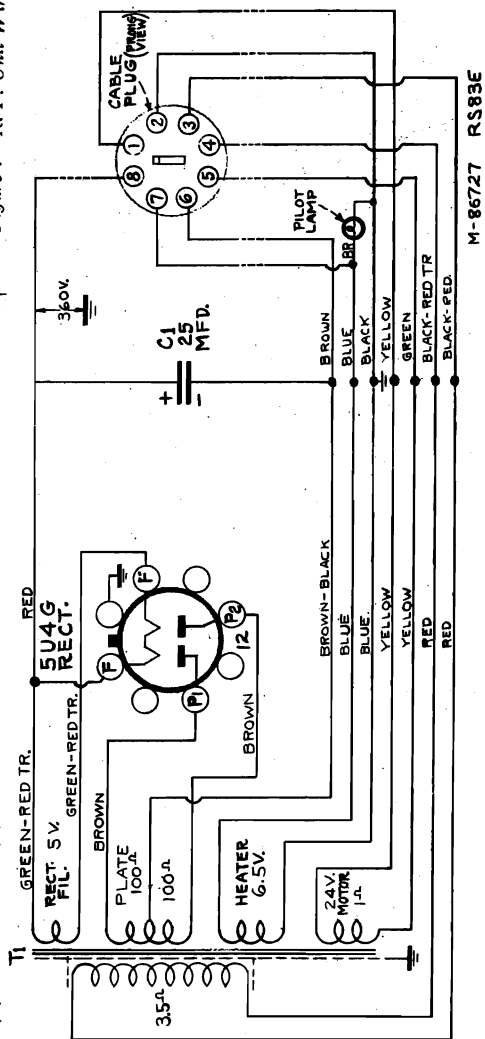 T1
GREEN-RED TR.
RED
RECT. 5 V.
FIL.
GREEN-RED TR.
5U4G
RECT.
F
F
P1
P2
12
BROWN
BROWN
PLATE
100Ω
100Ω
3.5Ω
HEATER
6.5V.
24V.
MOTOR
1Ω
BROWN-BLACK
BLUE
BLUE.
YELLOW
YELLOW
RED
RED
360V.
C1
25
MFD.
+
-
CABLE
PLUG (PRONG
VIEW)
1
2
3
4
5
6
7
8
PILOT
LAMP
BR
BROWN
BLUE
BLACK
YELLOW
GREEN
BLACK-RED TR
BLACK-RED.
M-86727 RS83E